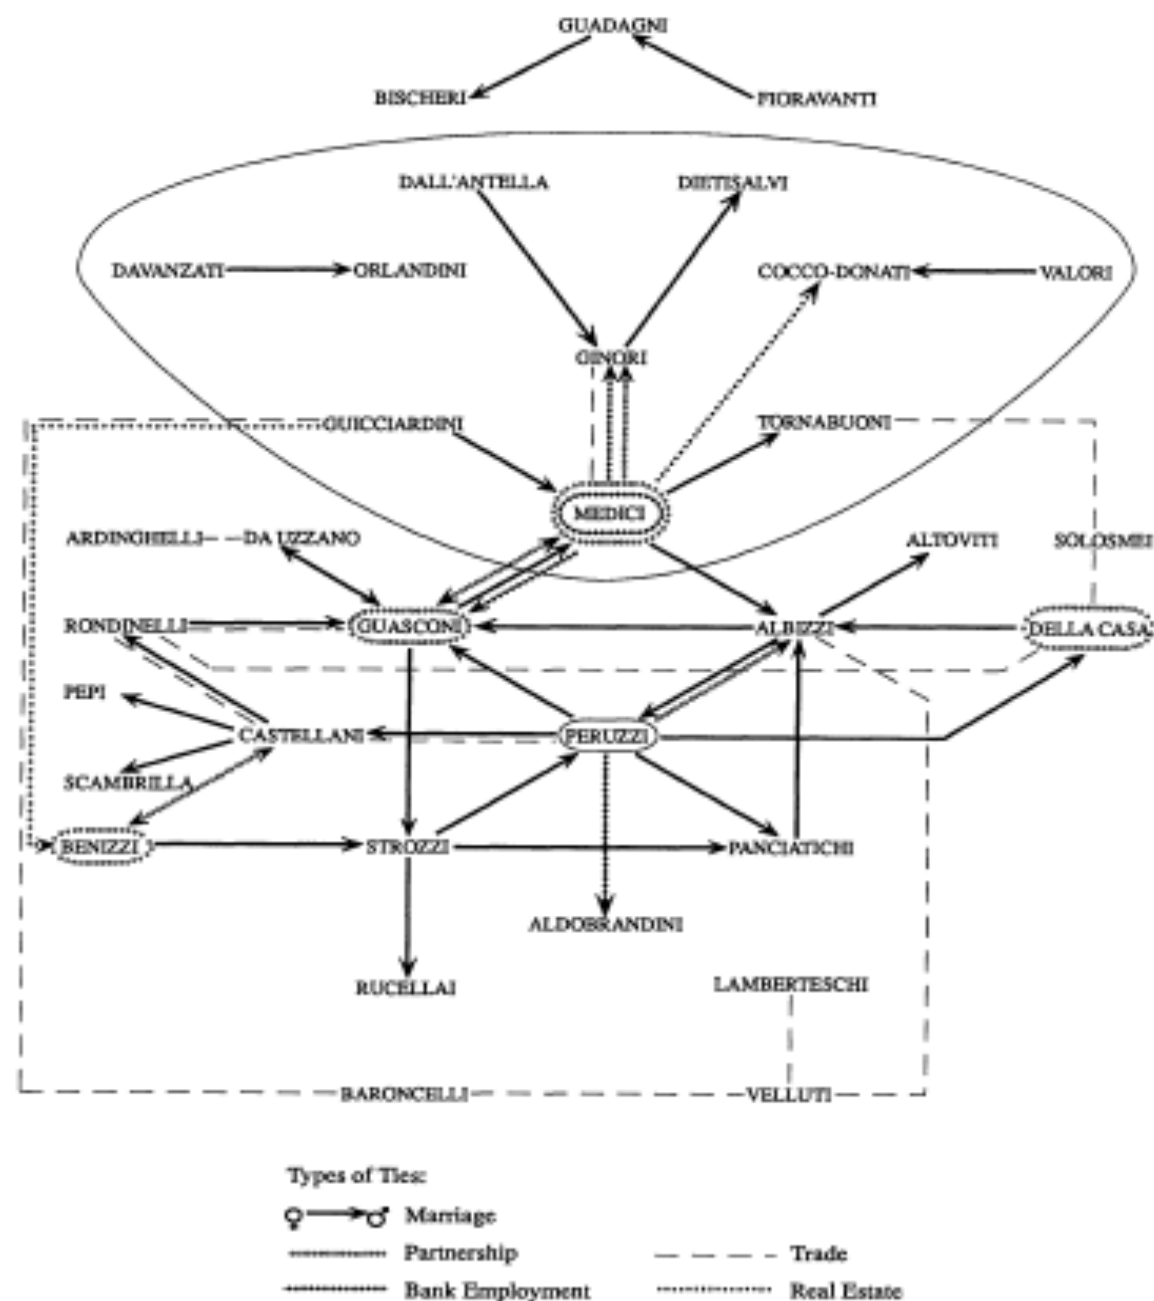 GUADAGNI
BISCHERI FIORAVANTI
DALL'ANTELLA DIETISALVI
DAVANZATI ORLANDINI COCCO-DONATI VALORI
GINORI
GUICCIARDINI TORNABUONI
MEDICI
ARDINGHELLI DA UZZANO ALTOVITI SOLOSMEI
RONDINELLI GUASCONI ALBIZZI DELLA CASA
PEPI
CASTELLANI PERUZZI
SCAMBRILLA
BENIZZI STROZZI PANCIATICHI
ALDOBRANDINI
RUCELLAI LAMBERTESCHI
BARONCELLI VELLUTI
Types of Ties:
♀ ♂ Marriage
Partnership Trade
Bank Employment Real Estate